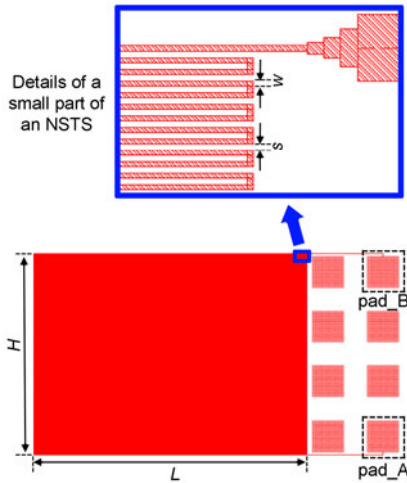 Details of a
small part of
an NSTS
W
S
H
L
pad_B
pad_A